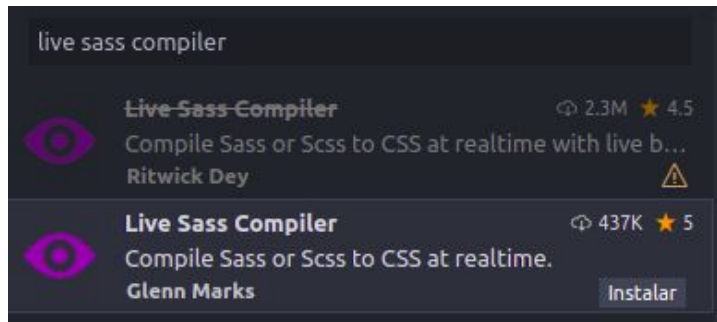 live sass compiler
Live Sass Compiler 2.3M 4.5
Compile Sass or Scss to CSS at realtime with live b...
Ritwick Dey
Live Sass Compiler 437K 5
Compile Sass or Scss to CSS at realtime.
Glenn Marks Instalar